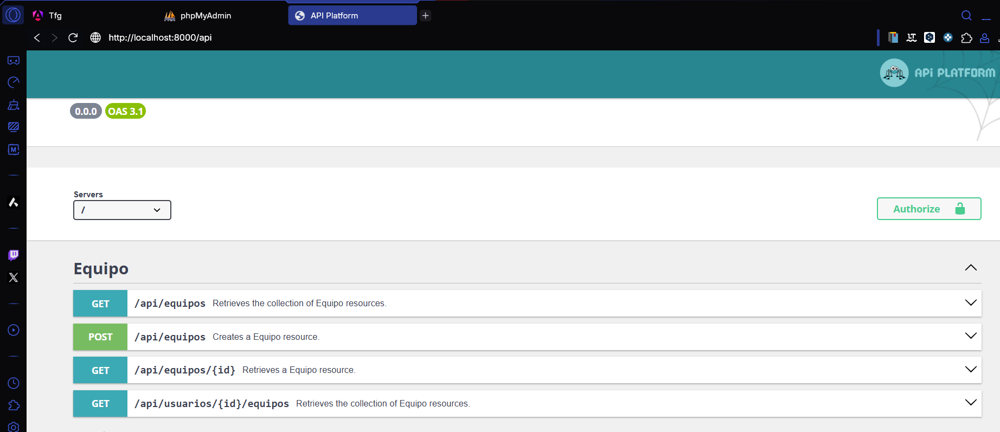 Tfg
phpMyAdmin
API Platform
http://localhost:8000/api
API PLATFORM
0.0.0 OAS 3.1
Servers
/
Authorize
Equipo
GET /api/equipos Retrieves the collection of Equipo resources.
POST /api/equipos Creates a Equipo resource.
GET /api/equipos/{id} Retrieves a Equipo resource.
GET /api/usuarios/{id}/equipos Retrieves the collection of Equipo resources.